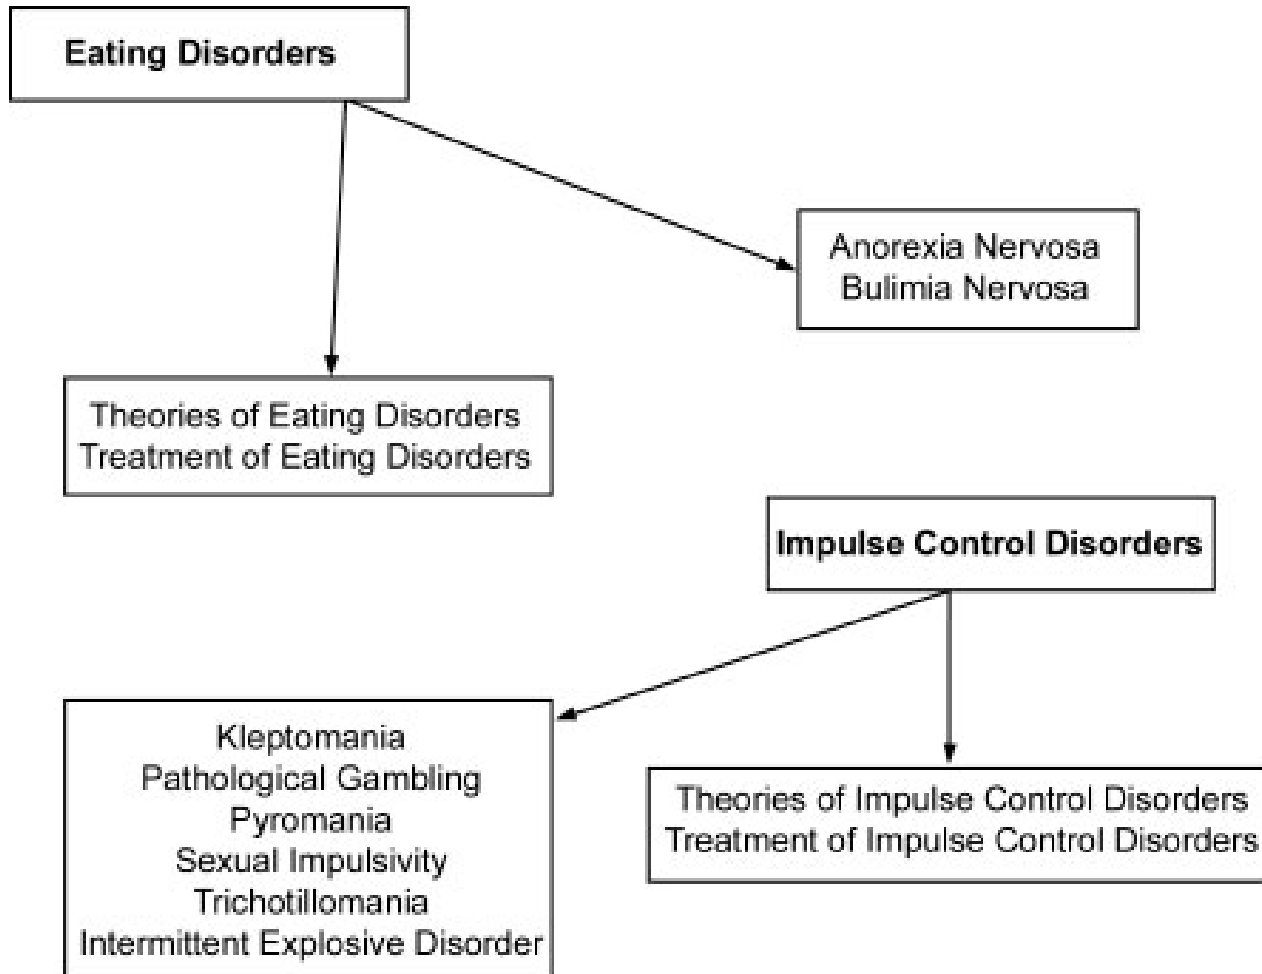 Eating Disorders
Anorexia Nervosa
Bulimia Nervosa
Theories of Eating Disorders
Treatment of Eating Disorders
Impulse Control Disorders
Kleptomania
Pathological Gambling
Pyromania
Sexual Impulsivity
Trichotillomania
Intermittent Explosive Disorder
Theories of Impulse Control Disorders
Treatment of Impulse Control Disorders